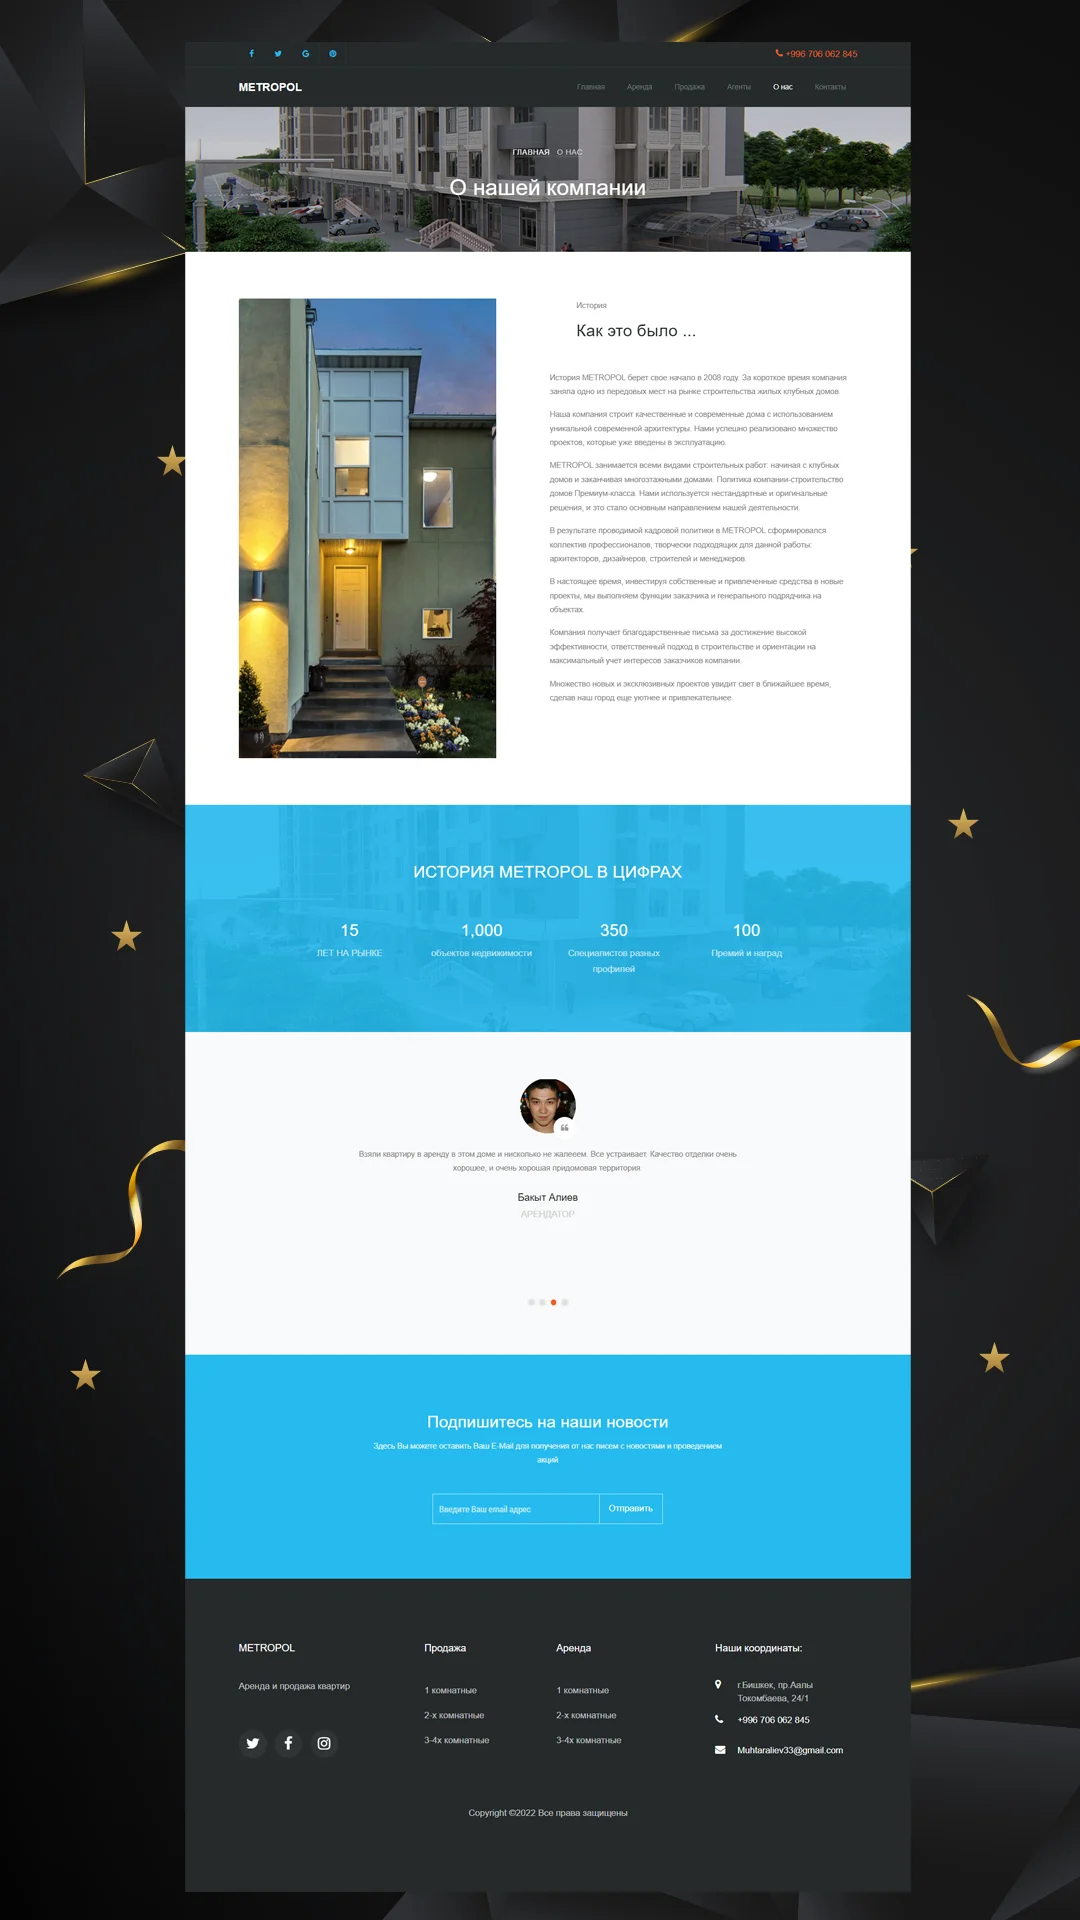 +996 706 062 845
METROPOL
Главная Аренда Продажа Агенты О нас Контакты
ГЛАВНАЯ О НАС
О нашей компании
История
Как это было ...
История METROPOL берет свое начало в 2008 году. За короткое время компания
заняла одно из передовых мест на рынке строительства жилых клубных домов.
Наша компания строит качественные и современные дома с использованием
уникальной современной архитектуры. Нами успешно реализовано множество
проектов, которые уже введены в эксплуатацию.
METROPOL занимается всеми видами строительных работ: начиная с клубных
домов и заканчивая многоэтажными домами. Политика компании-строительство
домов Премиум-класса. Нами используется нестандартные и оригинальные
решения, и это стало основным направлением нашей деятельности.
В результате проводимой кадровой политики в METROPOL сформировался
коллектив профессионалов, творчески подходящих для данной работы:
архитекторов, дизайнеров, строителей и менеджеров.
В настоящее время, инвестируя собственные и привлеченные средства в новые
проекты, мы выполняем функции заказчика и генерального подрядчика на
объектах.
Компания получает благодарственные письма за достижение высокой
эффективности, ответственный подход в строительстве и ориентации на
максимальный учет интересов заказчиков компании.
Множество новых и эксклюзивных проектов увидит свет в ближайшее время,
сделав наш город еще уютнее и привлекательнее.
ИСТОРИЯ METROPOL В ЦИФРАХ
15 1,000 350 100
ЛЕТ НА РЫНКЕ объектов недвижимости Специалистов разных Премий и наград
профилей
Взяли квартиру в аренду в этом доме и нисколько не жалееем. Все устраивает. Качество отделки очень
хорошее, и очень хорошая придомовая территория.
Бакыт Алиев
АРЕНДАТОР
Подпишитесь на наши новости
Здесь Вы можете оставить Ваш E-Mail для получения от нас писем с новостями и проведением
акций
Введите Ваш email адрес Отправить
METROPOL Продажа Аренда Наши координаты:
Аренда и продажа квартир 1 комнатные 1 комнатные г.Бишкек, пр.Аалы
Токомбаева, 24/1
2-х комнатные 2-х комнатные +996 706 062 845
3-4х комнатные 3-4х комнатные Muhtaraliev33@gmail.com
Copyright ©2022 Все права защищены